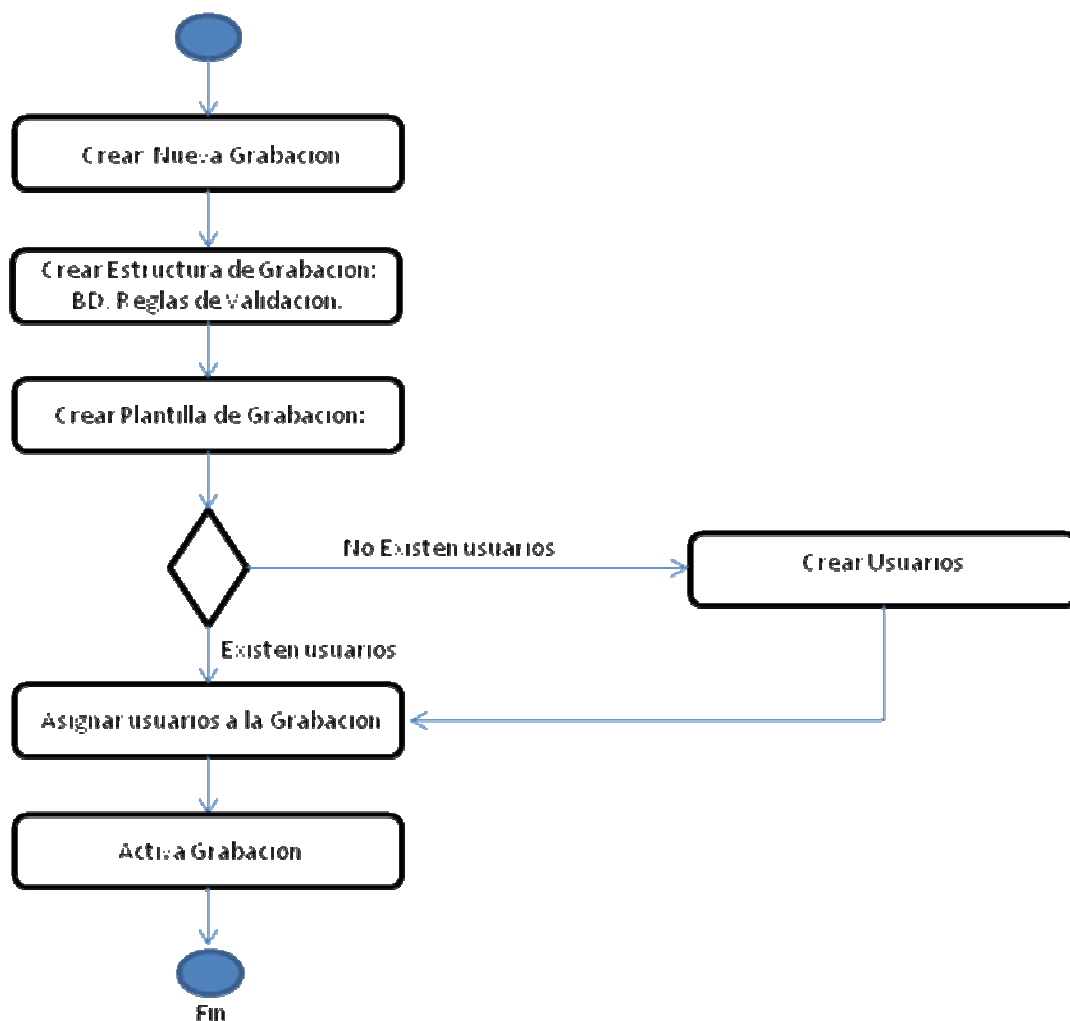 Crear Nueva Grabacion
Crear Estructura de Grabacion:
BD. Reglas de Validacion.
Crear Plantilla de Grabacion:
No Existen usuarios
Crear Usuarios
Existen usuarios
Asignar usuarios a la Grabacion
Activa Grabacion
Fin